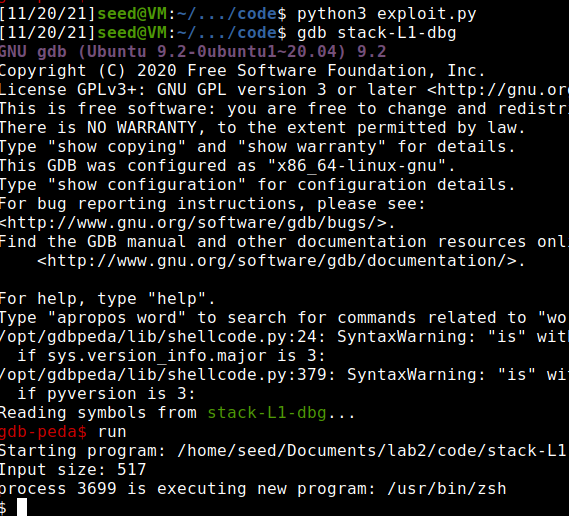 [11/20/21]seed@VM:~/.../code$ python3 exploit.py
[11/20/21]seed@VM:~/.../code$ gdb stack-L1-dbg
GNU gdb (Ubuntu 9.2-0ubuntu1~20.04) 9.2
Copyright (C) 2020 Free Software Foundation, Inc.
License GPLv3+: GNU GPL version 3 or later <http://gnu.or
This is free software: you are free to change and redistri
There is NO WARRANTY, to the extent permitted by law.
Type "show copying" and "show warranty" for details.
This GDB was configured as "x86_64-linux-gnu".
Type "show configuration" for configuration details.
For bug reporting instructions, please see:
<http://www.gnu.org/software/gdb/bugs/>.
Find the GDB manual and other documentation resources onl
    <http://www.gnu.org/software/gdb/documentation/>.

For help, type "help".
Type "apropos word" to search for commands related to "wo
/opt/gdbpeda/lib/shellcode.py:24: SyntaxWarning: "is" with
  if sys.version_info.major is 3:
/opt/gdbpeda/lib/shellcode.py:379: SyntaxWarning: "is" wit
  if pyversion is 3:
Reading symbols from stack-L1-dbg...
gdb-peda$ run
Starting program: /home/seed/Documents/lab2/code/stack-L1
Input size: 517
process 3699 is executing new program: /usr/bin/zsh
$